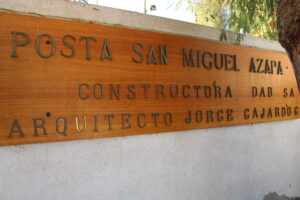 POSTA SAN MIGUEL AZAPA
CONSTRUCTORA DAB SA
ARQUITECTO JORGE GAJARDO G